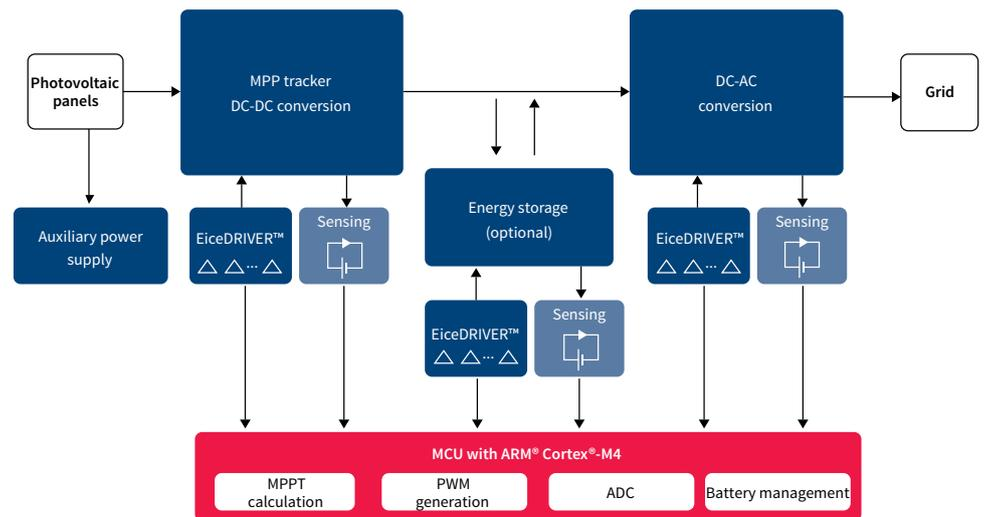 Photovoltaic
panels
MPP tracker
DC-DC conversion
DC-AC
conversion
Grid
Auxiliary power
supply
EiceDRIVER™
...
Sensing
Energy storage
(optional)
EiceDRIVER™
...
Sensing
EiceDRIVER™
...
Sensing
MCU with ARM® Cortex®-M4
MPPT
calculation
PWM
generation
ADC
Battery management